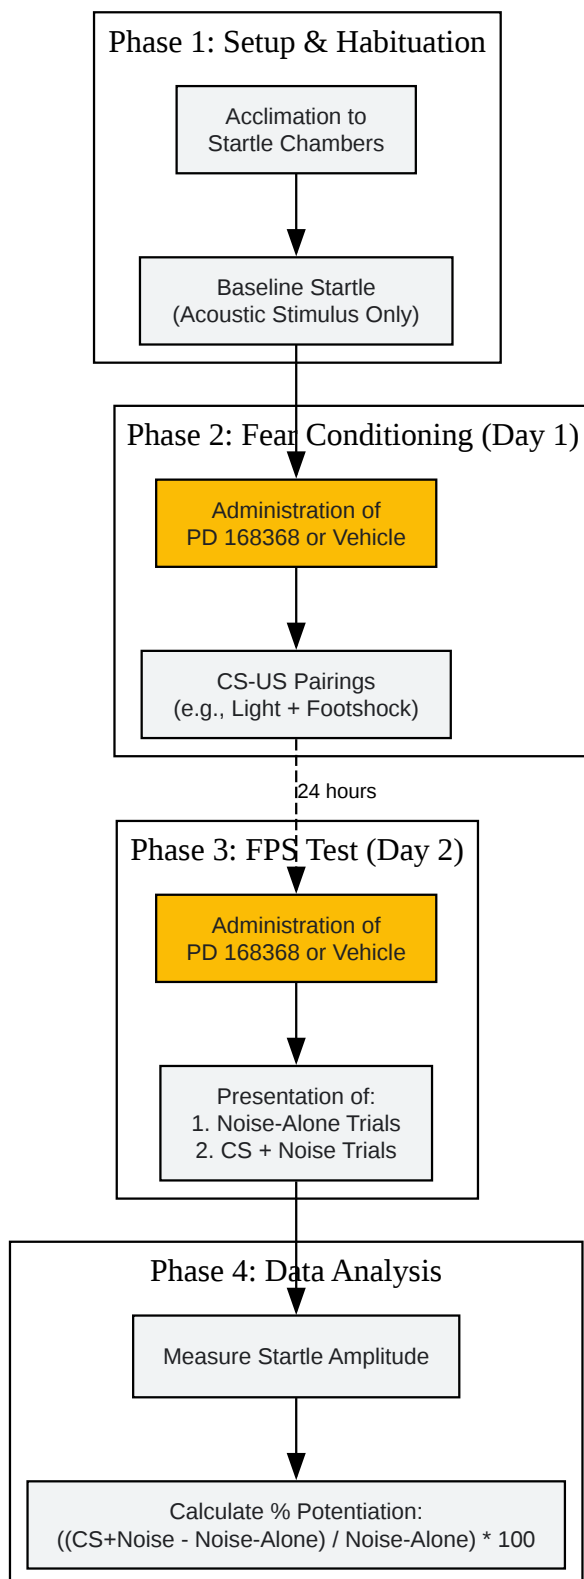 Phase 1: Setup & Habituation
Acclimation to
Startle Chambers
Baseline Startle
(Acoustic Stimulus Only)
Phase 2: Fear Conditioning (Day 1)
Administration of
PD 168368 or Vehicle
CS-US Pairings
(e.g., Light + Footshock)
24 hours
Phase 3: FPS Test (Day 2)
Administration of
PD 168368 or Vehicle
Presentation of:
1. Noise-Alone Trials
2. CS + Noise Trials
Phase 4: Data Analysis
Measure Startle Amplitude
Calculate % Potentiation:
((CS+Noise - Noise-Alone) / Noise-Alone) * 100